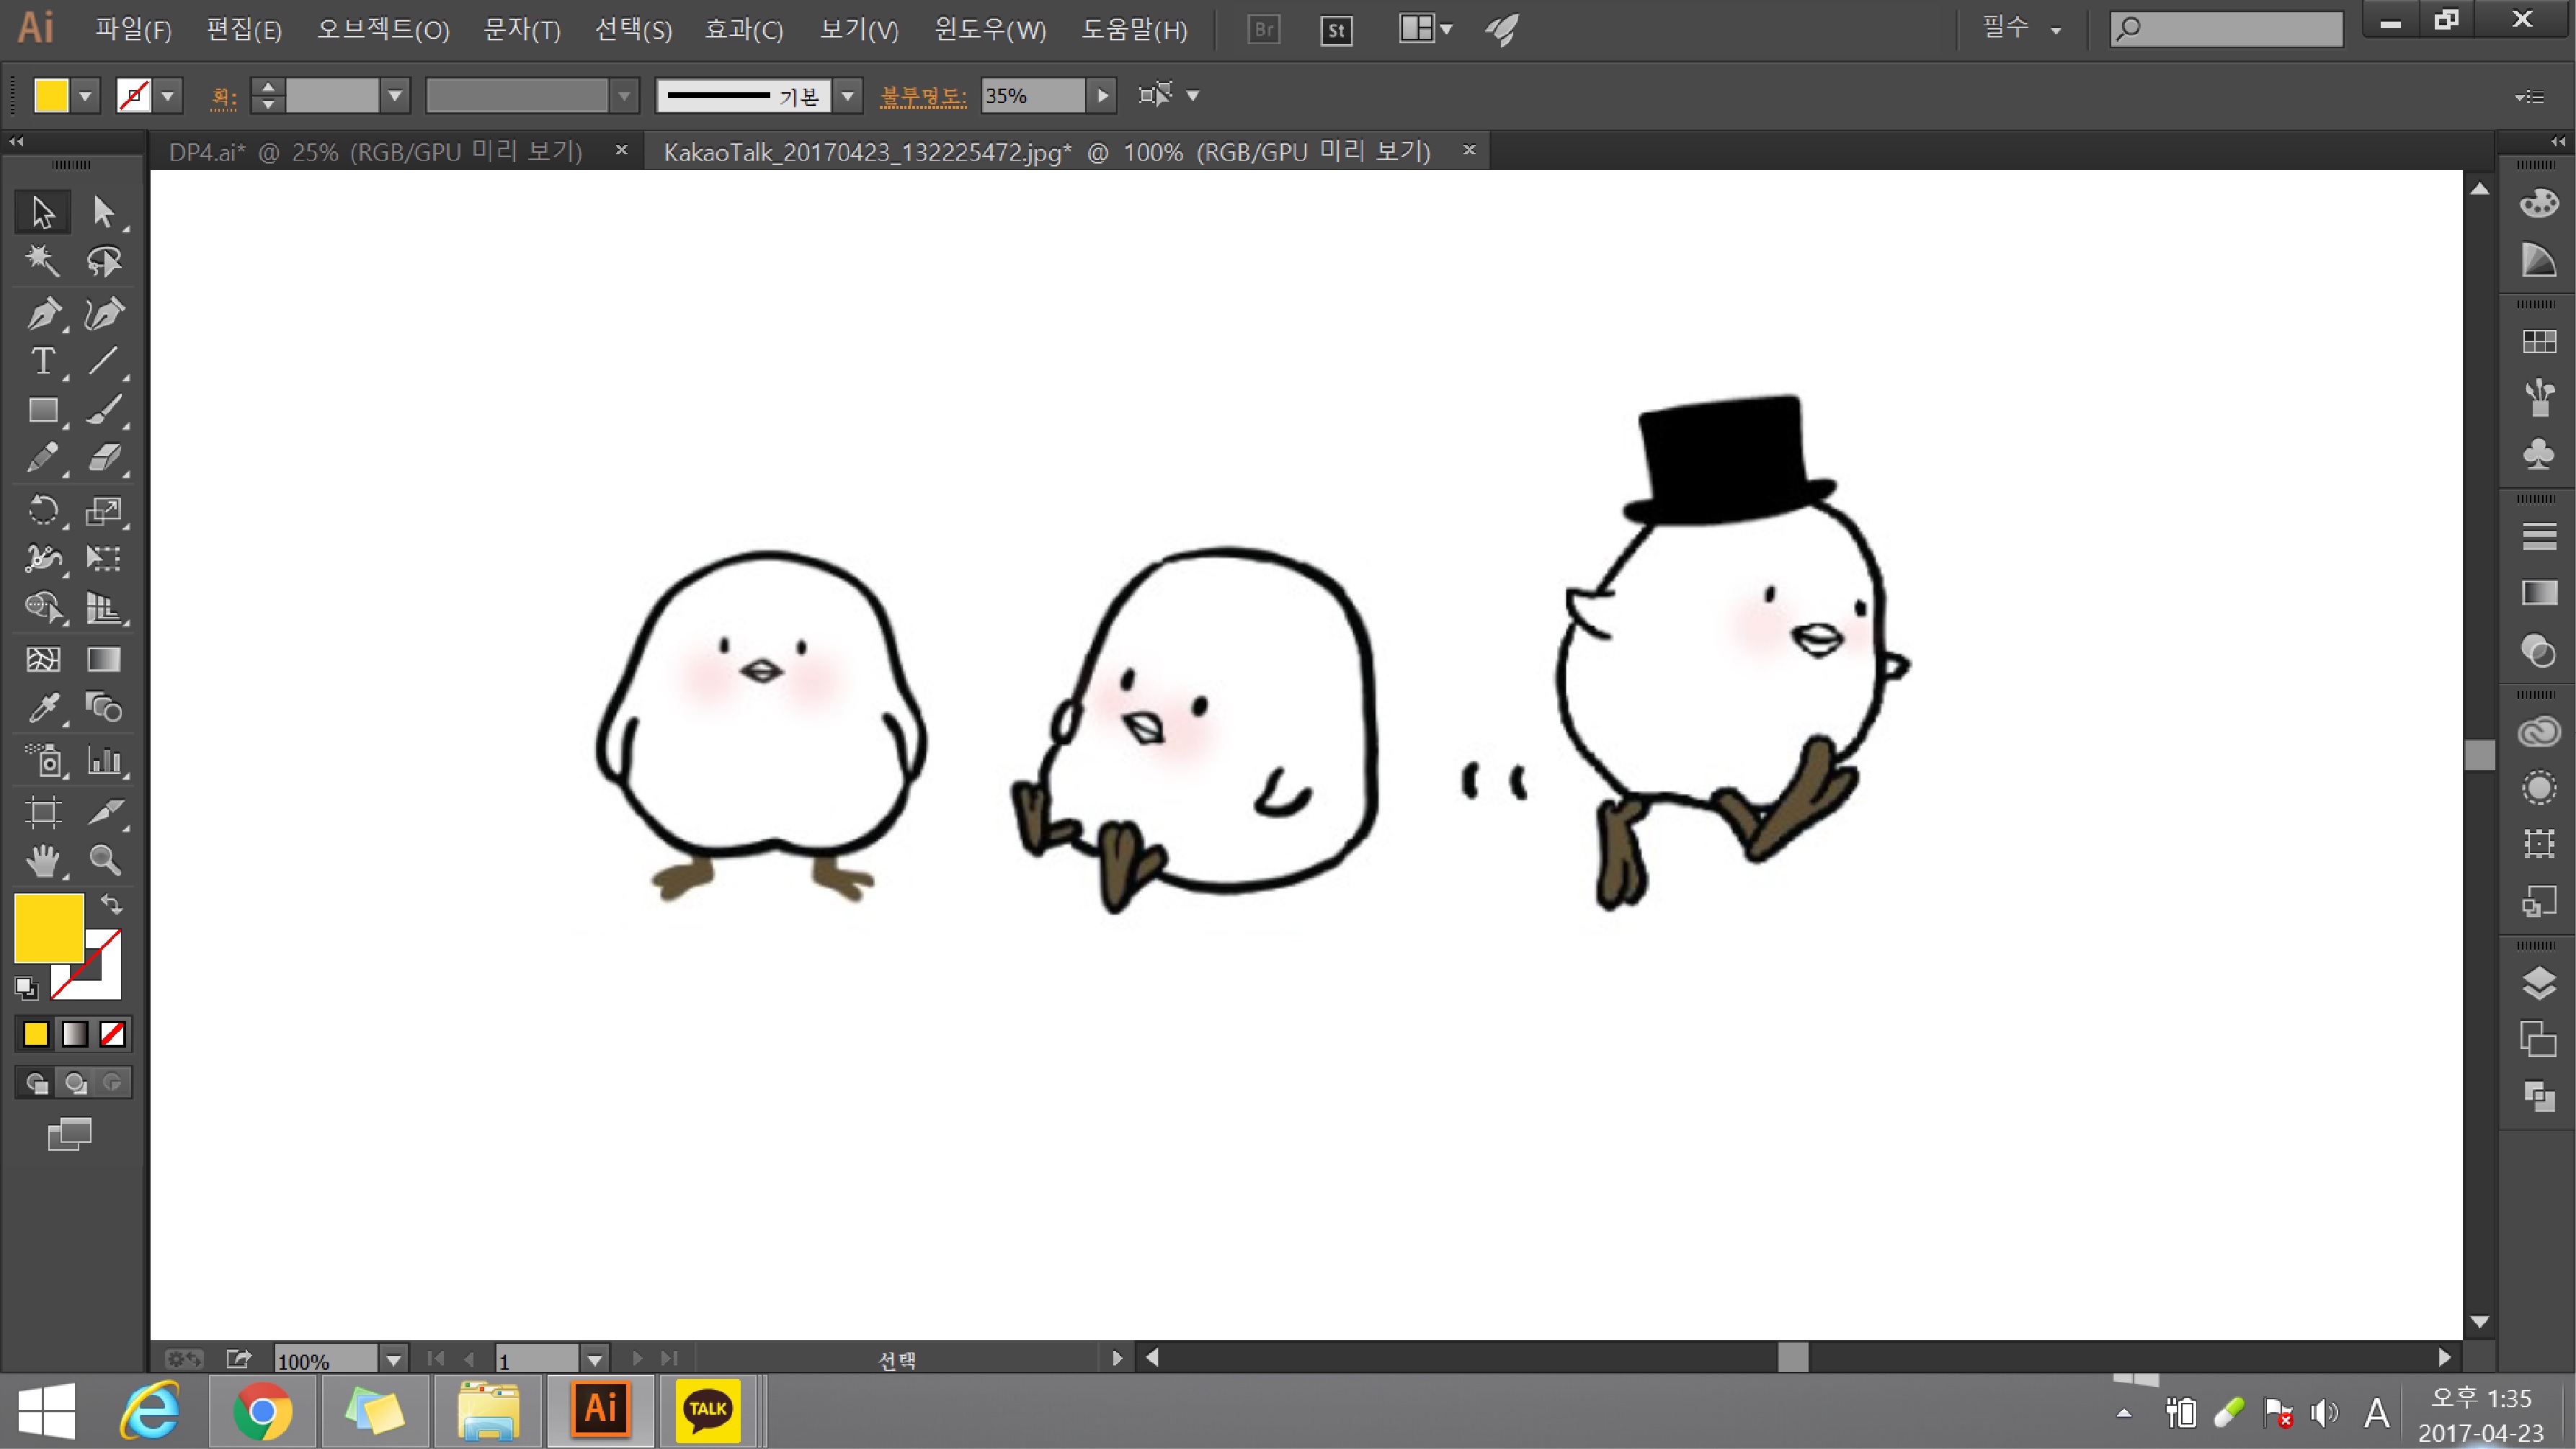 Ai 파일(F) 편집(E) 오브젝트(O) 문자(T) 선택(S) 효과(C) 보기(V) 윈도우(W) 도움말(H) Br St 필수
획: 기본 불투명도: 35%
DP4.ai* @ 25% (RGB/GPU 미리 보기) × KakaoTalk_20170423_132225472.jpg* @ 100% (RGB/GPU 미리 보기) ×
100% 1 선택
Ai TALK A 오후 1:35
2017-04-23